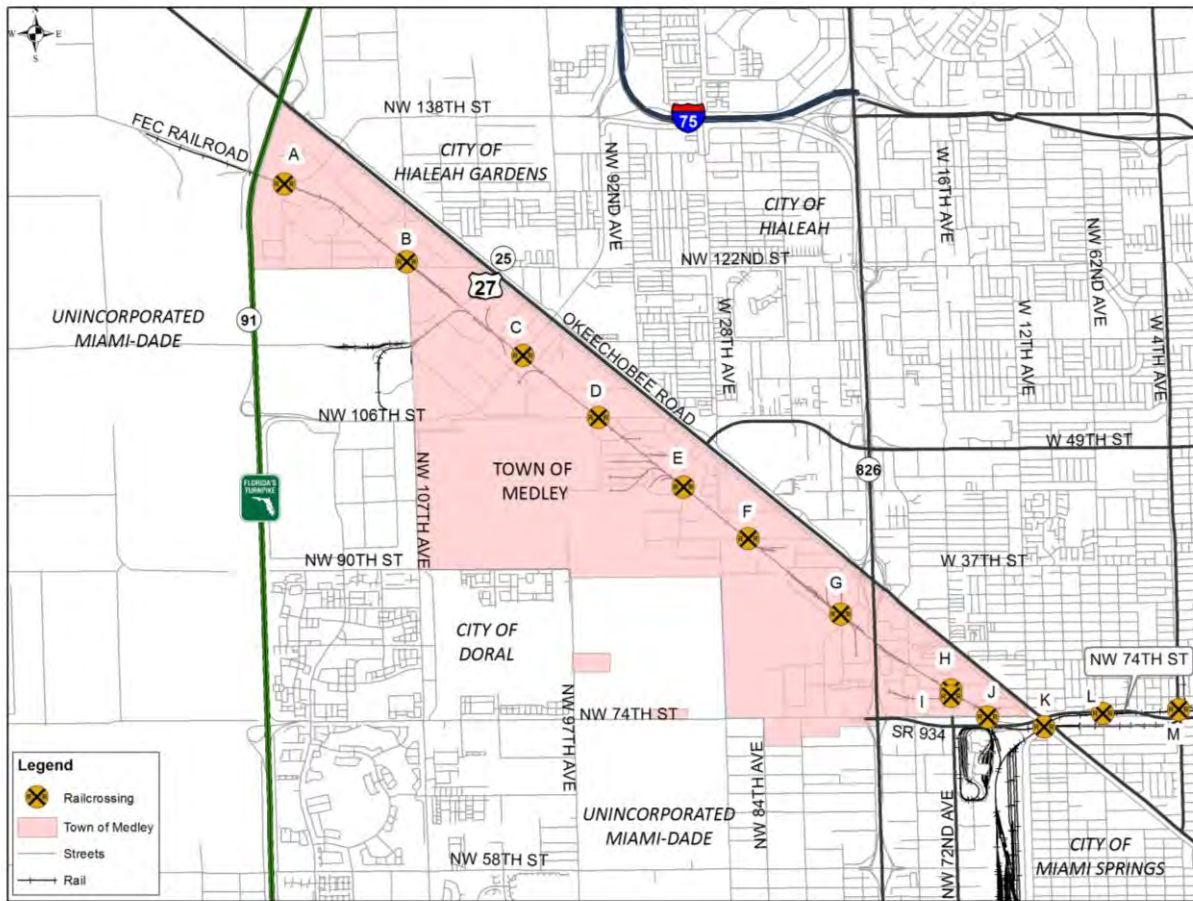 N
W
E
S
NW 138TH ST
75
FEC RAILROAD
A
CITY OF
HIALEAH GARDENS
NW 92ND AVE
W 16TH AVE
CITY OF
HIALEAH
NW 62ND AVE
B
25
NW 122ND ST
27
UNINCORPORATED
MIAMI-DADE
91
C
OKEECHOBEE ROAD
W 28TH AVE
W 12TH AVE
W 4TH AVE
NW 106TH ST
D
W 49TH ST
826
TOWN OF
MEDLEY
E
FLORIDA'S
TURNPIKE
NW 107TH AVE
F
NW 90TH ST
W 37TH ST
G
CITY OF
DORAL
H
NW 74TH ST
I
J
K
L
M
NW 97TH AVE
NW 74TH ST
SR 934
NW 84TH AVE
UNINCORPORATED
MIAMI-DADE
NW 72ND AVE
CITY OF
MIAMI SPRINGS
NW 58TH ST
Legend
Railcrossing
Town of Medley
Streets
Rail